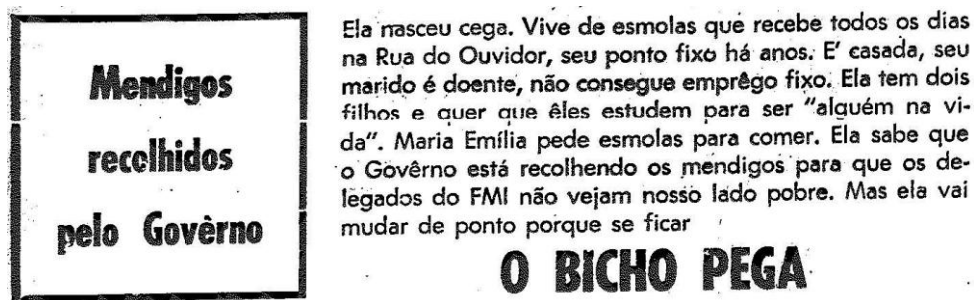 Mendigos
recolhidos
pelo Govêrno
Ela nasceu cega. Vive de esmolas que recebe todos os dias
na Rua do Ouvidor, seu ponto fixo há anos. E' casada, seu
marido é doente, não consegue emprêgo fixo. Ela tem dois
filhos e quer que êles estudem para ser "alguém na vi-
da". Maria Emília pede esmolas para comer. Ela sabe que
o Govêrno está recolhendo os mendigos para que os de-
legados do FMI não vejam nosso lado pobre. Mas ela vai
mudar de ponto porque se ficar
O BICHO PEGA